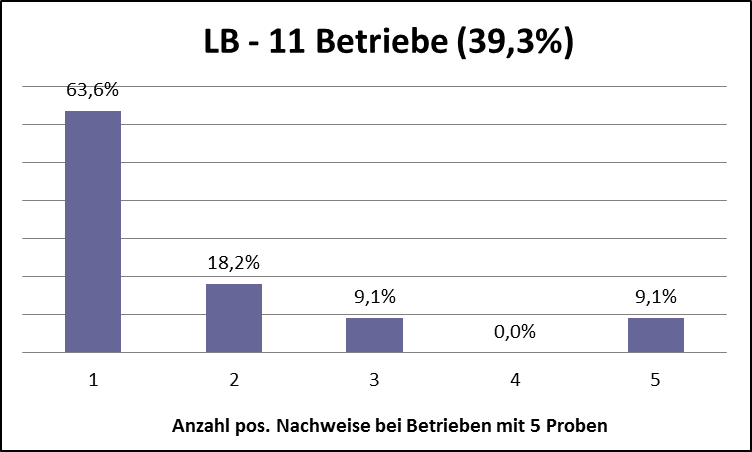 LB - 11 Betriebe (39,3%)
63,6%
18,2%
9,1%
0,0%
9,1%
1 2 3 4 5
Anzahl pos. Nachweise bei Betrieben mit 5 Proben